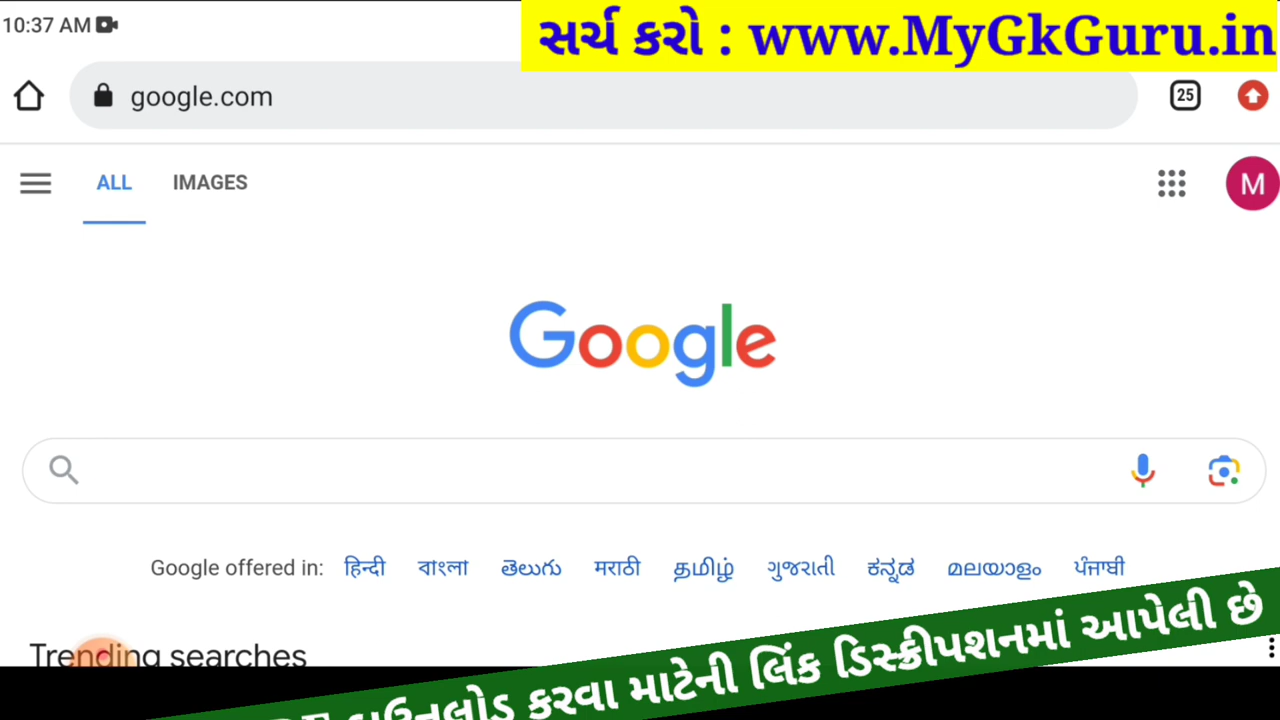 10:37 AM
સર્ચ કરો : www.MyGkGuru.in
google.com
25
ALL IMAGES
M
Google
Google offered in: हिन्दी বাংলা తెలుగు मराठी தமிழ் ગુજરાતી ಕನ್ನಡ മലയാളം ਪੰਜਾਬੀ
Trending searches
કરવા માટેની લિંક ડિસ્ક્રીપશનમાં આપેલી છે